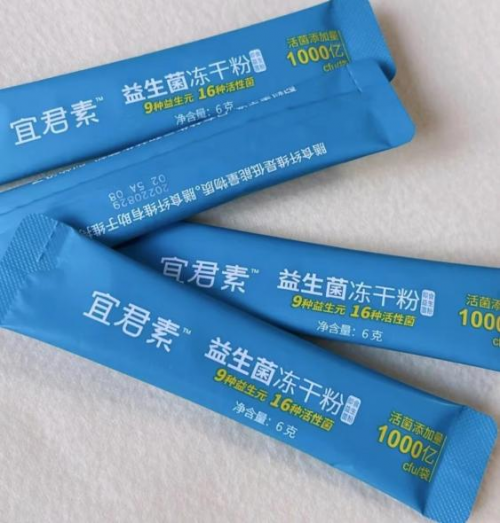 宜君素™
益生菌冻干粉
9种益生元 16种活性菌
净含量：6克
活菌添加量
1000亿
cfu/袋
膳食纤维是低能量物质。膳食纤维有助于维
20220829
02 5A 08
宜君素™
益生菌冻干粉
9种益生元 16种活性菌
净含量：6克
活菌添加
1000
cfu
宜君素™
益生菌冻干粉
9种益生元 16种活性菌
净含量：6克
活菌添加量
1000亿
cfu/袋